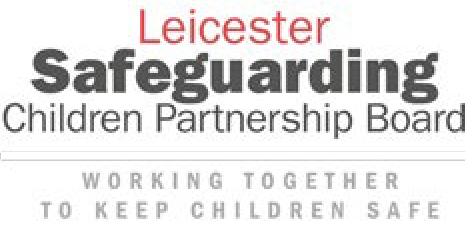 Leicester
Safeguarding
Children Partnership Board
WORKING TOGETHER
TO KEEP CHILDREN SAFE